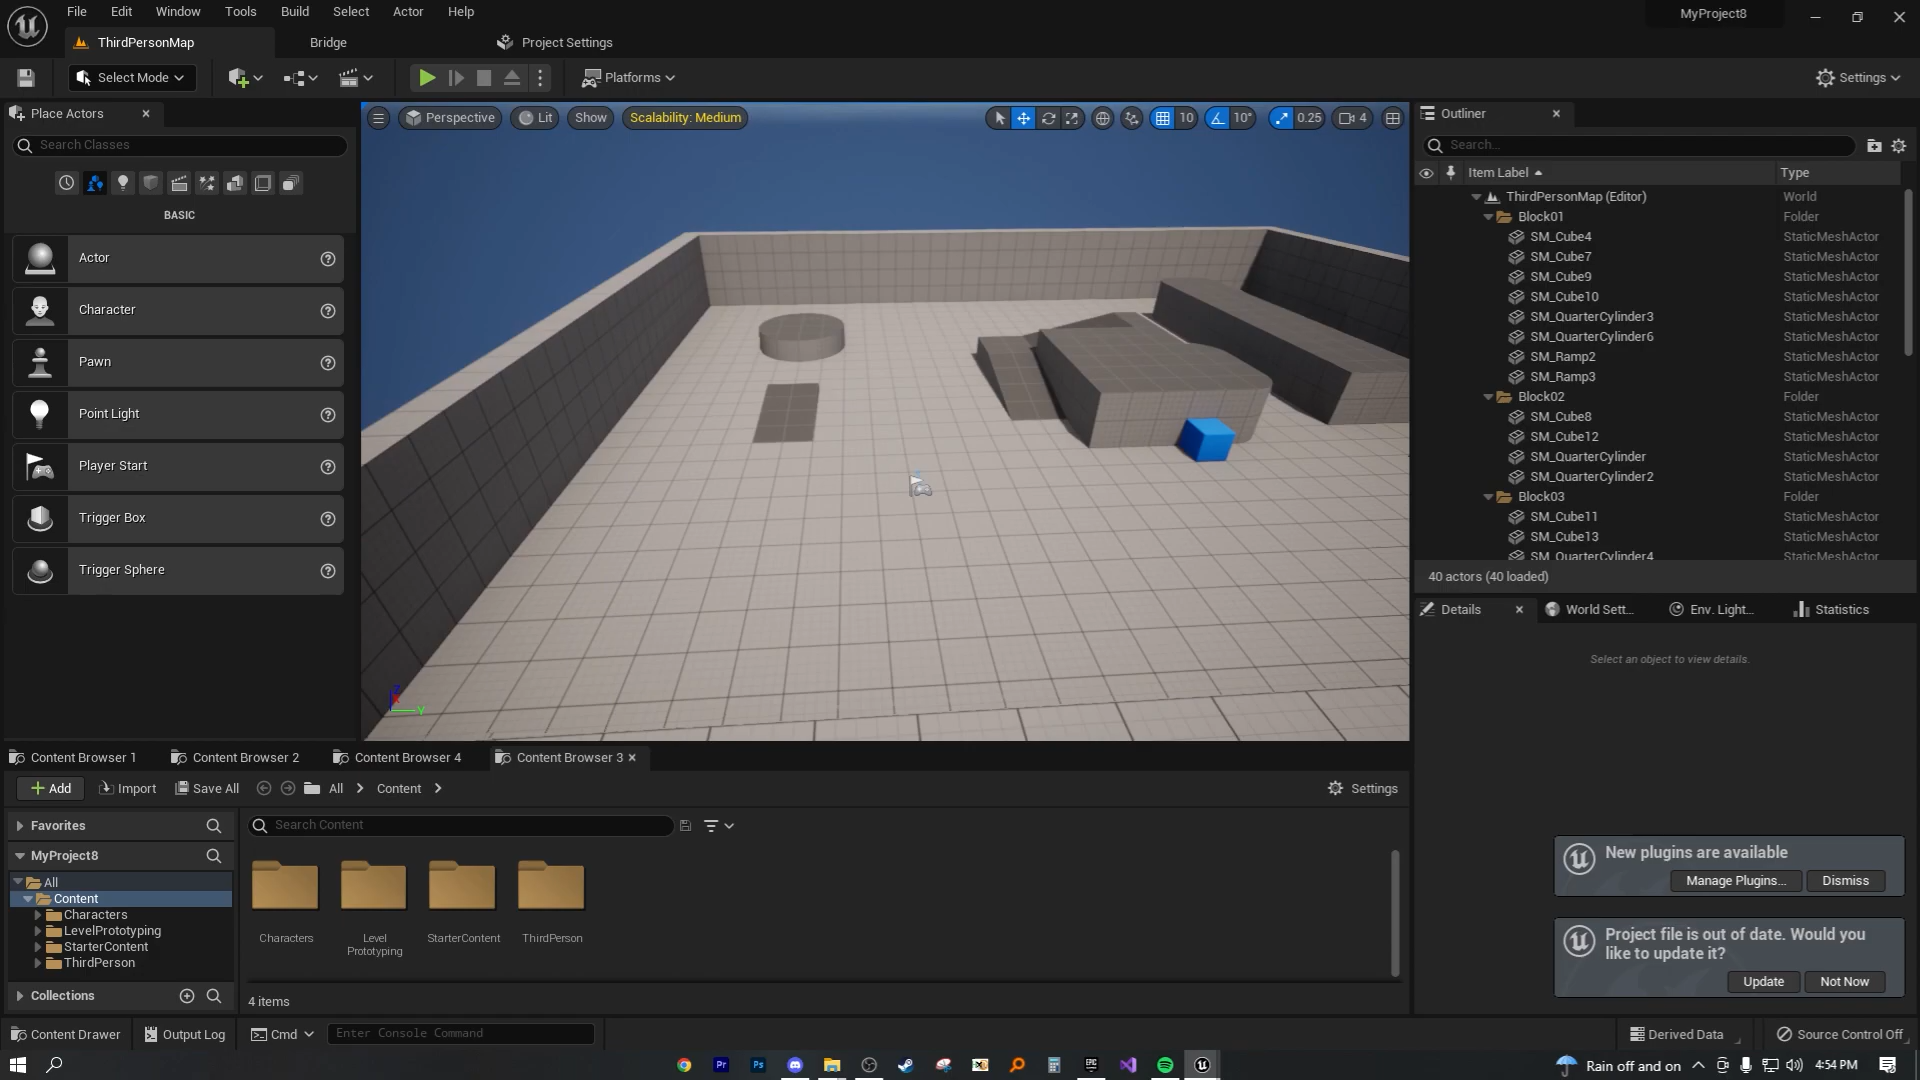 File Edit Window Tools Build Select Actor Help
MyProject8
ThirdPersonMap
Bridge
Project Settings
Select Mode
Platforms
Settings
Place Actors
Search Classes
BASIC
Actor
Character
Pawn
Point Light
Player Start
Trigger Box
Trigger Sphere
Perspective
Lit
Show
Scalability: Medium
10
10°
0.25
4
Z
X
Y
Outliner
Search...
Item Label Type
ThirdPersonMap (Editor) World
Block01 Folder
SM_Cube4 StaticMeshActor
SM_Cube7 StaticMeshActor
SM_Cube9 StaticMeshActor
SM_Cube10 StaticMeshActor
SM_QuarterCylinder3 StaticMeshActor
SM_QuarterCylinder6 StaticMeshActor
SM_Ramp2 StaticMeshActor
SM_Ramp3 StaticMeshActor
Block02 Folder
SM_Cube8 StaticMeshActor
SM_Cube12 StaticMeshActor
SM_QuarterCylinder StaticMeshActor
SM_QuarterCylinder2 StaticMeshActor
Block03 Folder
SM_Cube11 StaticMeshActor
SM_Cube13 StaticMeshActor
SM_QuarterCylinder4 StaticMeshActor
40 actors (40 loaded)
Details
World Sett...
Env. Light...
Statistics
Select an object to view details.
Content Browser 1
Content Browser 2
Content Browser 4
Content Browser 3
Add
Import
Save All
All
Content
Settings
Favorites
MyProject8
All
Content
Characters
LevelPrototyping
StarterContent
ThirdPerson
Collections
Search Content
Characters
Level
Prototyping
StarterContent
ThirdPerson
4 items
New plugins are available
Manage Plugins...
Dismiss
Project file is out of date. Would you
like to update it?
Update
Not Now
Content Drawer
Output Log
Cmd
Enter Console Command
Derived Data
Source Control Off
Pr
Ps
EPIC
Rain off and on
4:54 PM